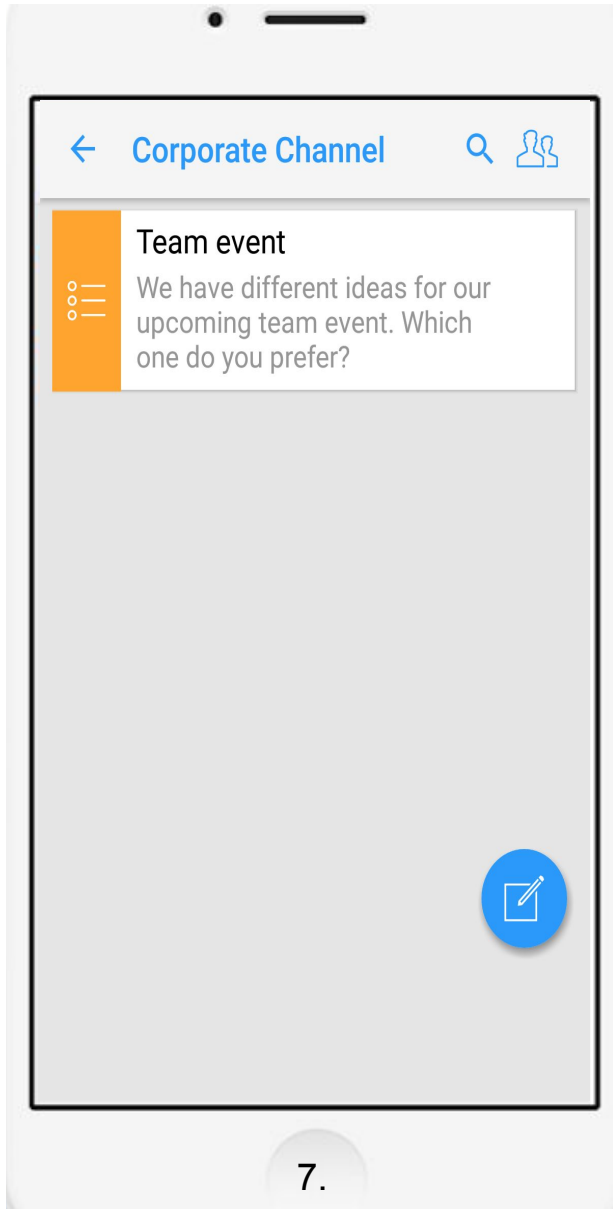 Corporate Channel
Team event
We have different ideas for our
upcoming team event. Which
one do you prefer?
7.